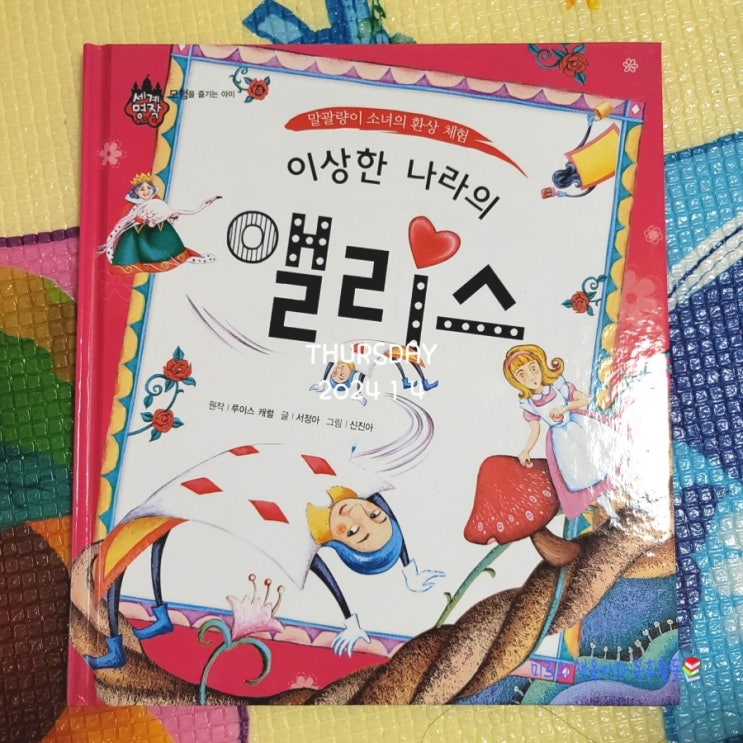 세계
명작
모험을 즐기는 아이
말괄량이 소녀의 환상 체험
이상한 나라의
앨리스
THURSDAY
2024 1 4
원작 | 루이스 캐럴 글 | 서정아 그림 | 신진아